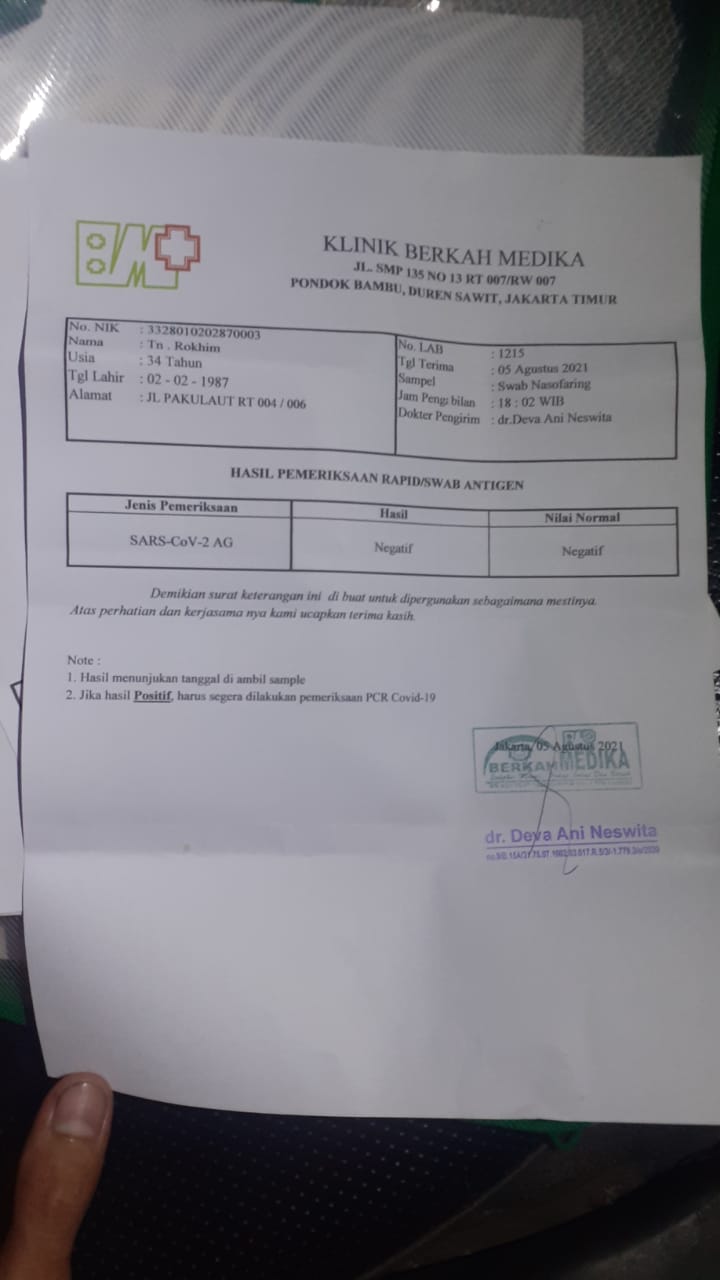 BM
KLINIK BERKAH MEDIKA
JL. SMP 135 NO 13 RT 007/RW 007
PONDOK BAMBU, DUREN SAWIT, JAKARTA TIMUR
No. NIK : 3328010202870003
Nama : Tn . Rokhim
Usia : 34 Tahun
Tgl Lahir : 02 - 02 - 1987
Alamat : JL PAKULAUT RT 004 / 006
No. LAB : 1215
Tgl Terima : 05 Agustus 2021
Sampel : Swab Nasofaring
Jam Pengambilan : 18 : 02 WIB
Dokter Pengirim : dr.Deva Ani Neswita
HASIL PEMERIKSAAN RAPID/SWAB ANTIGEN
Jenis Pemeriksaan Hasil Nilai Normal
SARS-CoV-2 AG Negatif Negatif
Demikian surat keterangan ini di buat untuk dipergunakan sebagaimana mestinya.
Atas perhatian dan kerjasama nya kami ucapkan terima kasih.
Note :
1. Hasil menunjukan tanggal di ambil sample
2. Jika hasil Positif, harus segera dilakukan pemeriksaan PCR Covid-19
Jakarta, 05 Agustus 2021
BERKAH MEDIKA
dr. Deva Ani Neswita